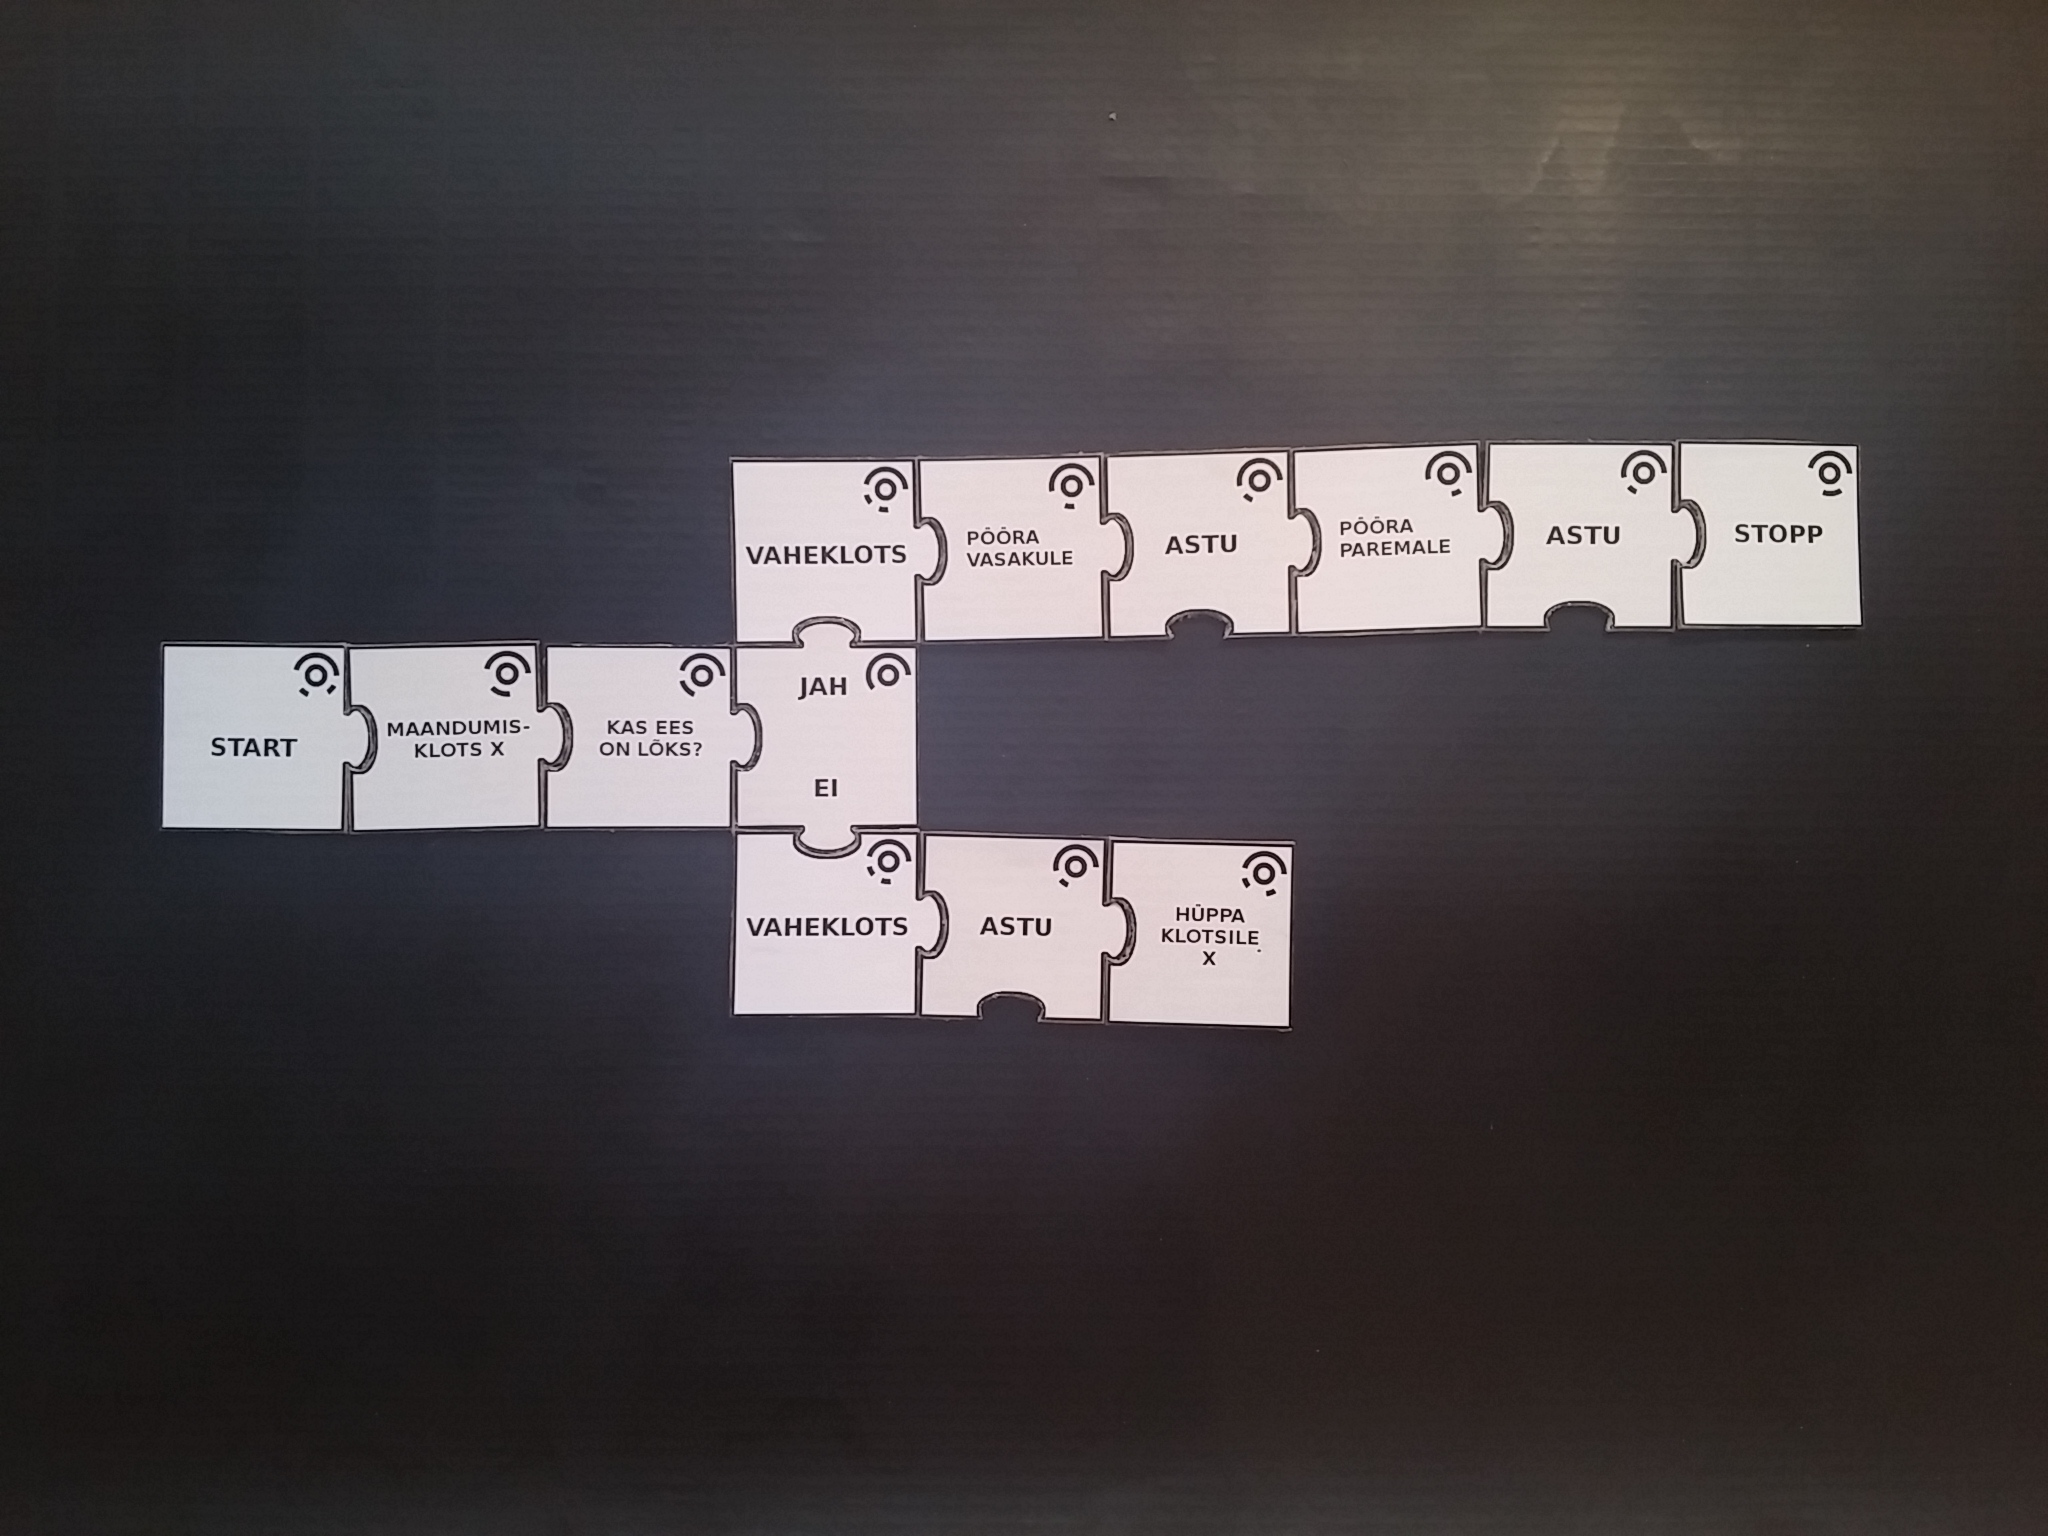 STOPP
ASTU
PÖÖRA
PAREMALE
ASTU
PÖÖRA
VASAKULE
VAHEKLOTS
START
MAANDUMIS-
KLOTS X
KAS EES
ON LÕKS?
JAH
EI
VAHEKLOTS
ASTU
HÜPPA
KLOTSILE
X